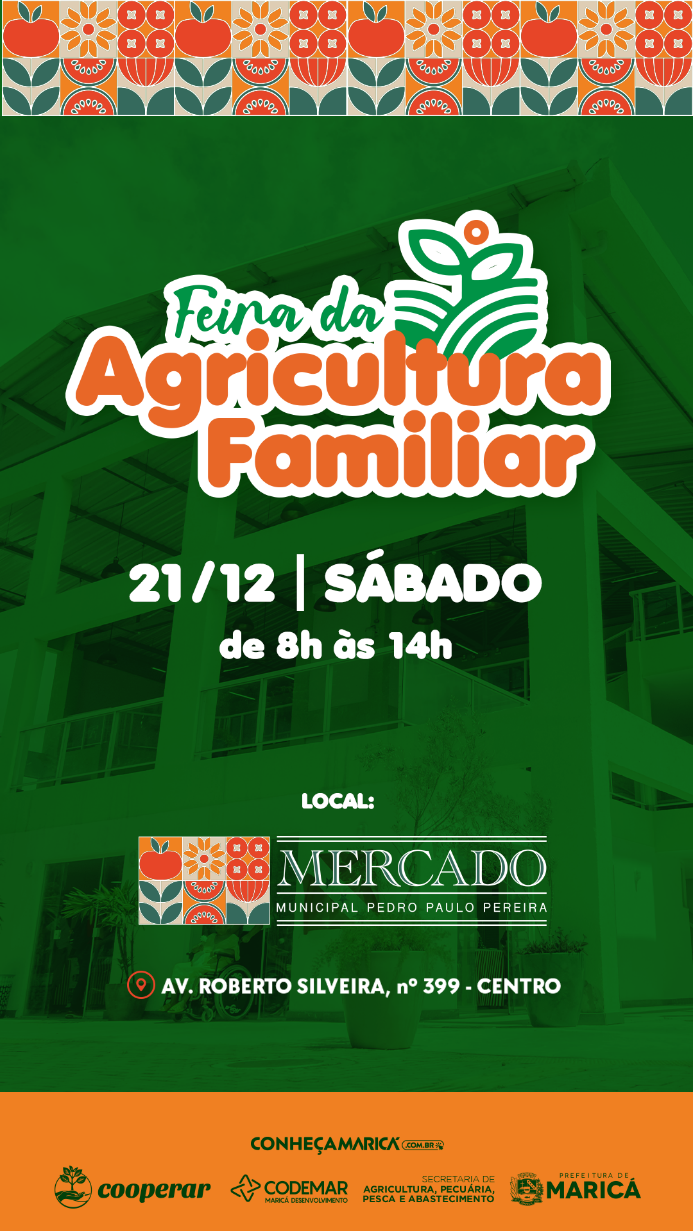 Feira da
Agricultura
Familiar
21/12 | SÁBADO
de 8h às 14h
LOCAL:
MERCADO
MUNICIPAL PEDRO PAULO PEREIRA
AV. ROBERTO SILVEIRA, nº 399 - CENTRO
CONHEÇAMARICÁ .COM.BR
cooperar
CODEMAR
MARICÁ DESENVOLVIMENTO
SECRETARIA DE
AGRICULTURA, PECUÁRIA,
PESCA E ABASTECIMENTO
PREFEITURA DE
MARICÁ